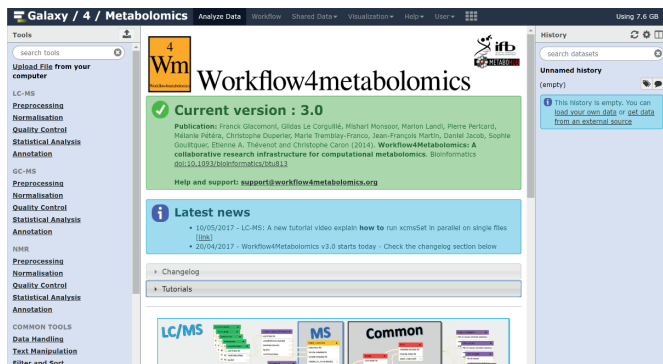 Galaxy / 4 / Metabolomics
Analyze Data Workflow Shared Data Visualization Help User
Using 7.6 GB
Tools
search tools
Upload File from your
computer
LC-MS
Preprocessing
Normalisation
Quality Control
Statistical Analysis
Annotation
GC-MS
Preprocessing
Normalisation
Quality Control
Statistical Analysis
Annotation
NMR
Preprocessing
Normalisation
Quality Control
Statistical Analysis
Annotation
COMMON TOOLS
Data Handling
Text Manipulation
Filter and Sort
4
Wm
Workflow4metabolomics
ifb
Current version : 3.0
Publication: Franck Giacomoni, Gildas Le Corguillé, Misharl Monsoor, Marion Landi, Pierre Pericard,
Mélanie Pétéra, Christophe Duperier, Marie Tremblay-Franco, Jean-François Martin, Daniel Jacob, Sophie
Goulitquer, Etienne A. Thévenot and Christophe Caron (2014). Workflow4Metabolomics: A
collaborative research infrastructure for computational metabolomics. Bioinformatics
doi:10.1093/bioinformatics/btu813
Help and support: support@workflow4metabolomics.org
Latest news
10/05/2017 - LC-MS: A new tutorial video explain how to run xcmsSet in parallel on single files
[link]
20/04/2017 - Workflow4Metabolomics v3.0 starts today - Check the changelog section below
Changelog
Tutorials
LC/MS
MS
Common
History
search datasets
Unnamed history
(empty)
This history is empty. You can
load your own data or get data
from an external source